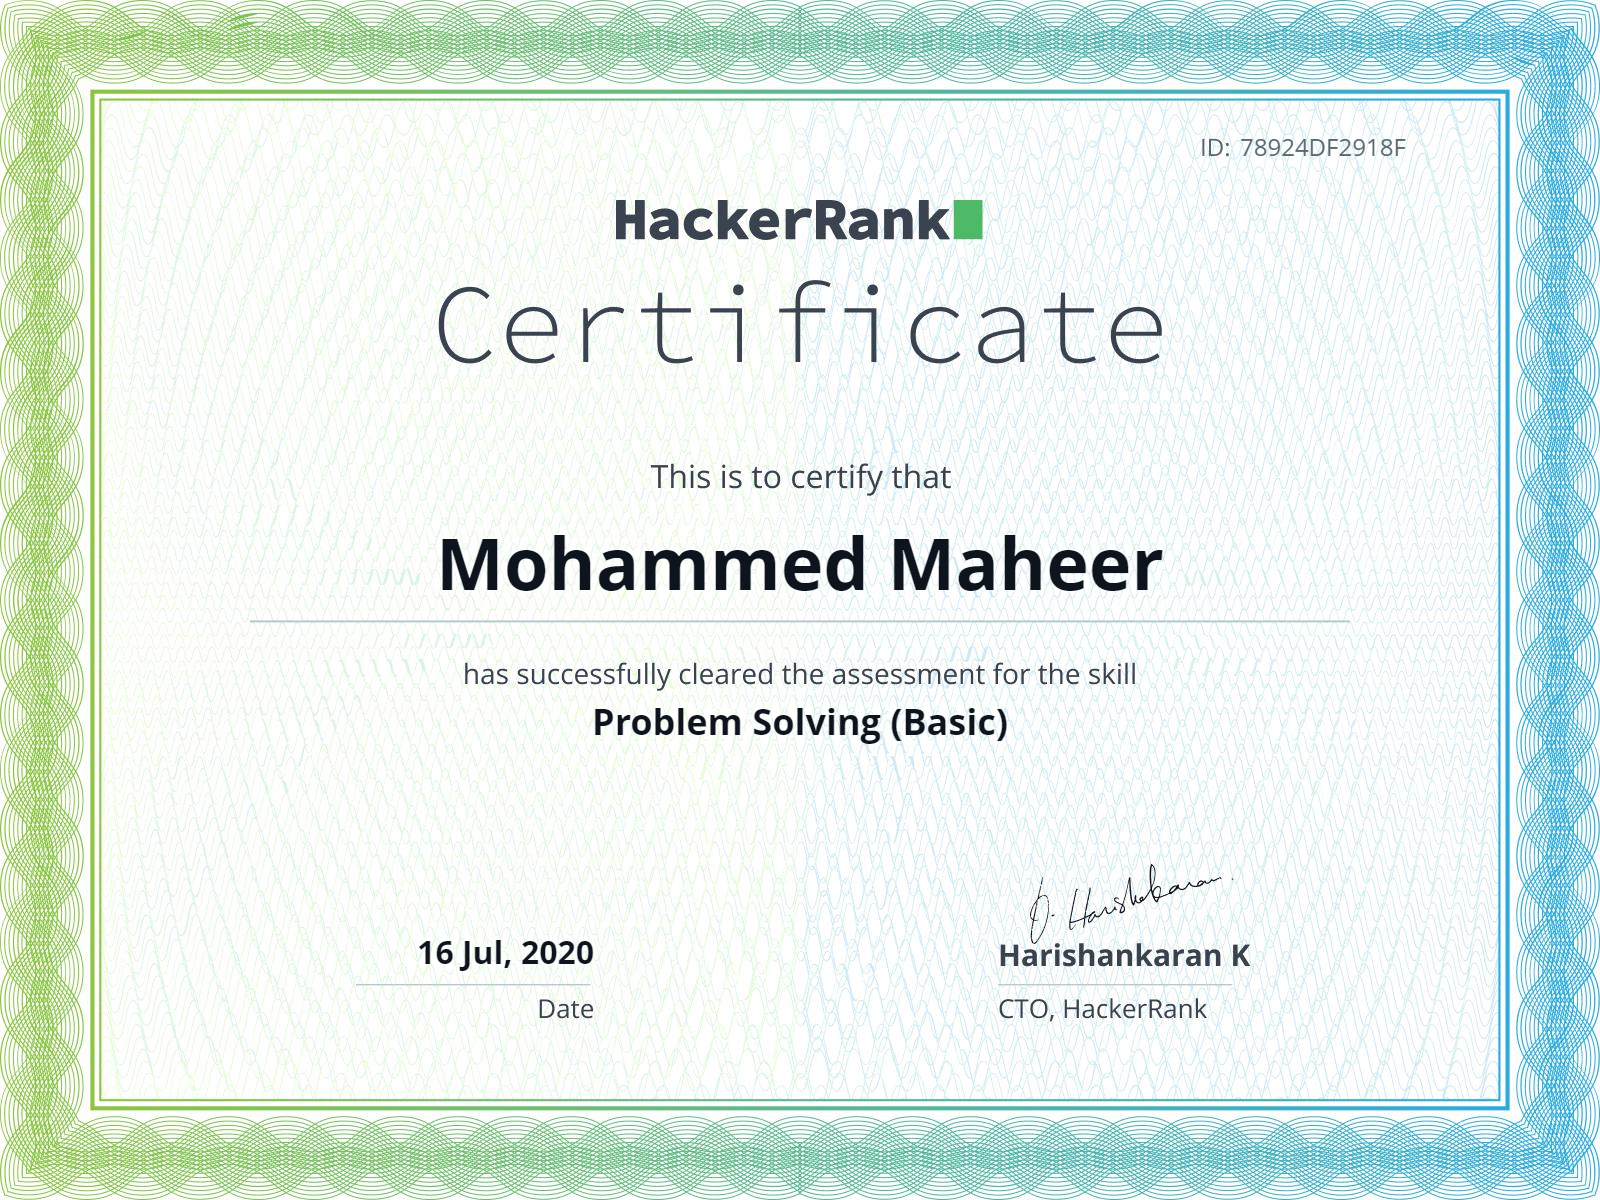 ID: 78924DF2918F
HackerRank
Certificate
This is to certify that
Mohammed Maheer
has successfully cleared the assessment for the skill
Problem Solving (Basic)
16 Jul, 2020
Date
Harishankaran K
CTO, HackerRank